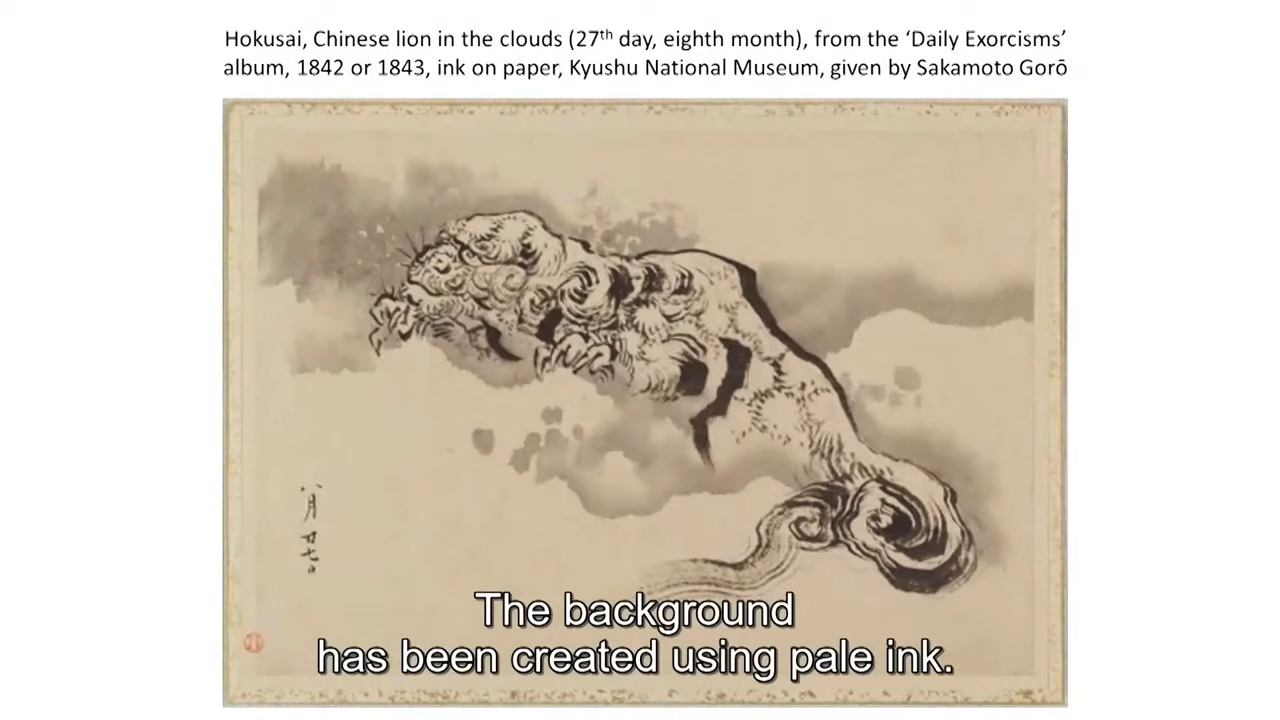 Hokusai, Chinese lion in the clouds (27th day, eighth month), from the ‘Daily Exorcisms’
album, 1842 or 1843, ink on paper, Kyushu National Museum, given by Sakamoto Gorō
八月廿七日
The background
has been created using pale ink.